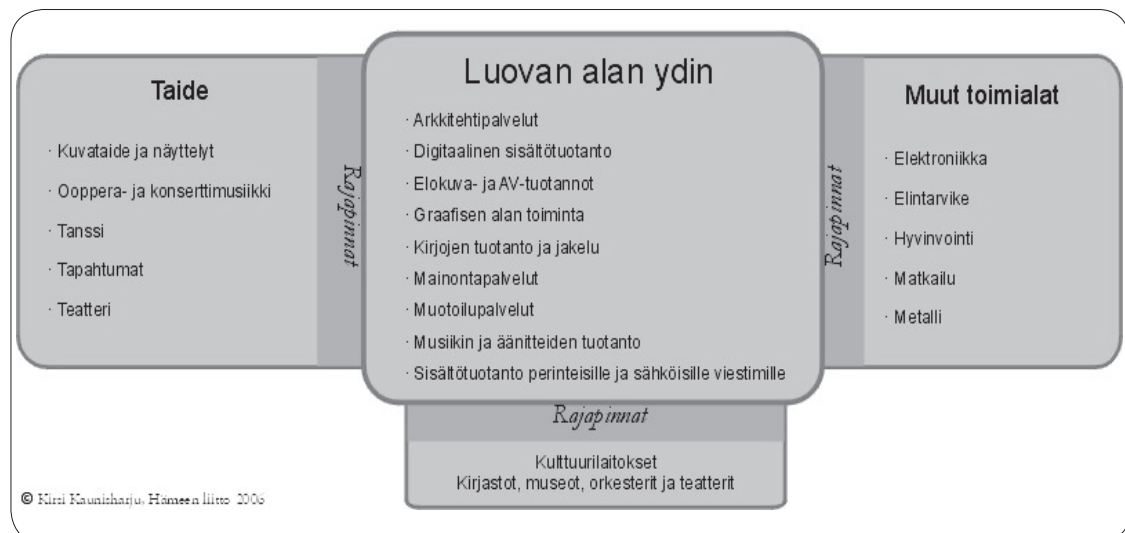 Taide
· Kuvataide ja näyttelyt
· Ooppera- ja konserttimusiikki
· Tanssi
· Tapahtumat
· Teatteri
Rajapinnat
Luovan alan ydin
· Arkkitehtipalvelut
· Digitaalinen sisältötuotanto
· Elokuva- ja AV-tuotannot
· Graafisen alan toiminta
· Kirjojen tuotanto ja jakelu
· Mainontapalvelut
· Muotoilupalvelut
· Musiikin ja äänitteiden tuotanto
· Sisältötuotanto perinteisille ja sähköisille viestimille
Rajapinnat
Muut toimialat
· Elektroniikka
· Elintarvike
· Hyvinvointi
· Matkailu
· Metalli
Rajapinnat
Kulttuurilaitokset
Kirjastot, museot, orkesterit ja teatterit
© Kirsi Kaunisharju, Hämeen liitto 2006